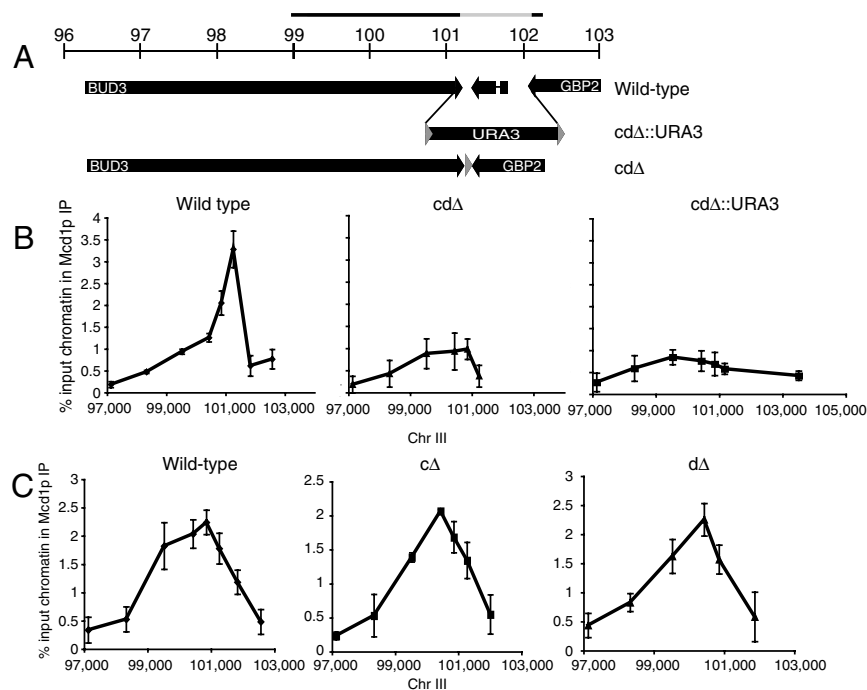 96 97 98 99 100 101 102 103
A
BUD3 GBP2 Wild-type
URA3 cdΔ::URA3
BUD3 GBP2 cdΔ
B
Wild type cdΔ cdΔ::URA3
% input chromatin in Mcd1p IP
4
3.5
3
2.5
2
1.5
1
0.5
0
97,000 99,000 101,000 103,000
97,000 99,000 101,000 103,000
97,000 99,000 101,000 103,000 105,000
Chr III
C
Wild-type cΔ dΔ
% input chromatin in Mcd1p IP
3
2.5
2
1.5
1
0.5
0
97,000 99,000 101,000 103,000
2.5
2
1.5
1
0.5
0
97,000 99,000 101,000 103,000
3
2.5
2
1.5
1
0.5
0
97,000 99,000 101,000 103,000
Chr III